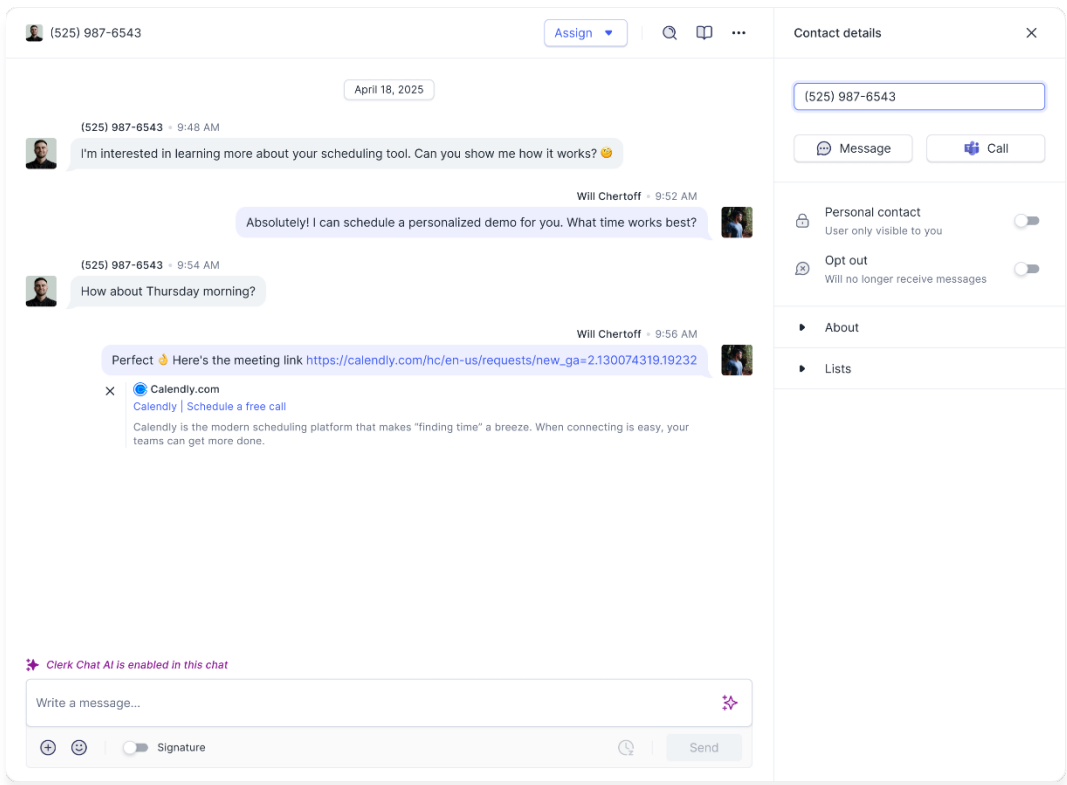 (525) 987-6543
Assign
Contact details
April 18, 2025
(525) 987-6543
(525) 987-6543 • 9:48 AM
I'm interested in learning more about your scheduling tool. Can you show me how it works? 🧐
Message
Call
Will Chertoff • 9:52 AM
Absolutely! I can schedule a personalized demo for you. What time works best?
Personal contact
User only visible to you
(525) 987-6543 • 9:54 AM
How about Thursday morning?
Opt out
Will no longer receive messages
Will Chertoff • 9:56 AM
Perfect 👌 Here's the meeting link https://calendly.com/hc/en-us/requests/new_ga=2.130074319.19232
Calendly.com
Calendly | Schedule a free call
Calendly is the modern scheduling platform that makes “finding time” a breeze. When connecting is easy, your
teams can get more done.
About
Lists
Clerk Chat AI is enabled in this chat
Write a message...
Signature
Send